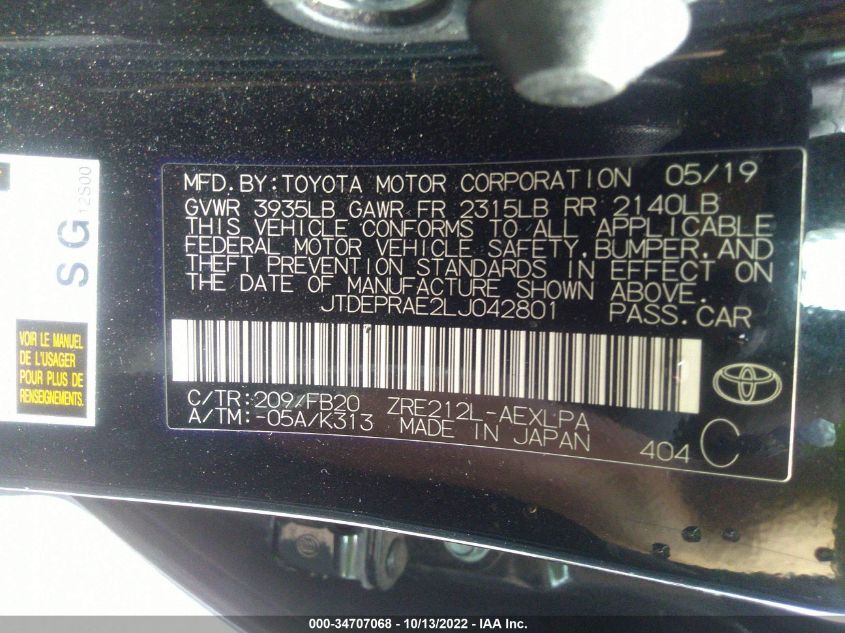 MFD.BY:TOYOTA MOTOR CORPORATION 05/19
GVWR 3935LB GAWR FR 2315LB RR 2140LB
THIS VEHICLE CONFORMS TO ALL APPLICABLE
FEDERAL MOTOR VEHICLE SAFETY,BUMPER,AND
THEFT PREVENTION STANDARDS IN EFFECT ON
THE DATE OF MANUFACTURE SHOWN ABOVE.
JTDEPRAE2LJ042801 PASS.CAR
C/TR:209/FB20 ZRE212L-AEXLPA
A/TM:-05A/K313 MADE IN JAPAN
404 C
SG
12S00
VOIR LE MANUEL
DE L'USAGER
POUR PLUS DE
RENSEIGNEMENTS.
000-34707068 - 10/13/2022 - IAA Inc.